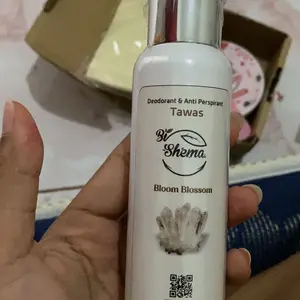 Deodorant & Anti Perspirant
Tawas
Bi
Shema
Bloom Blossom